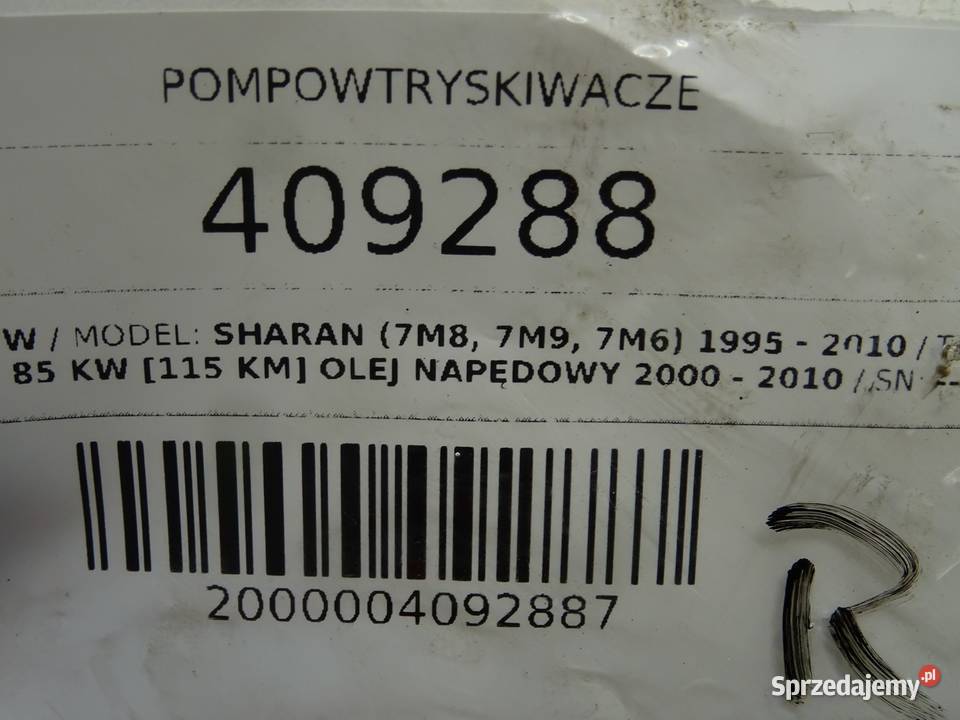 POMPOWTRYSKIWACZE
409288
W / MODEL: SHARAN (7M8, 7M9, 7M6) 1995 - 2010 /
85 KW [115 KM] OLEJ NAPĘDOWY 2000 - 2010 / SN: --
2000004092887
R
Sprzedajemy.pl